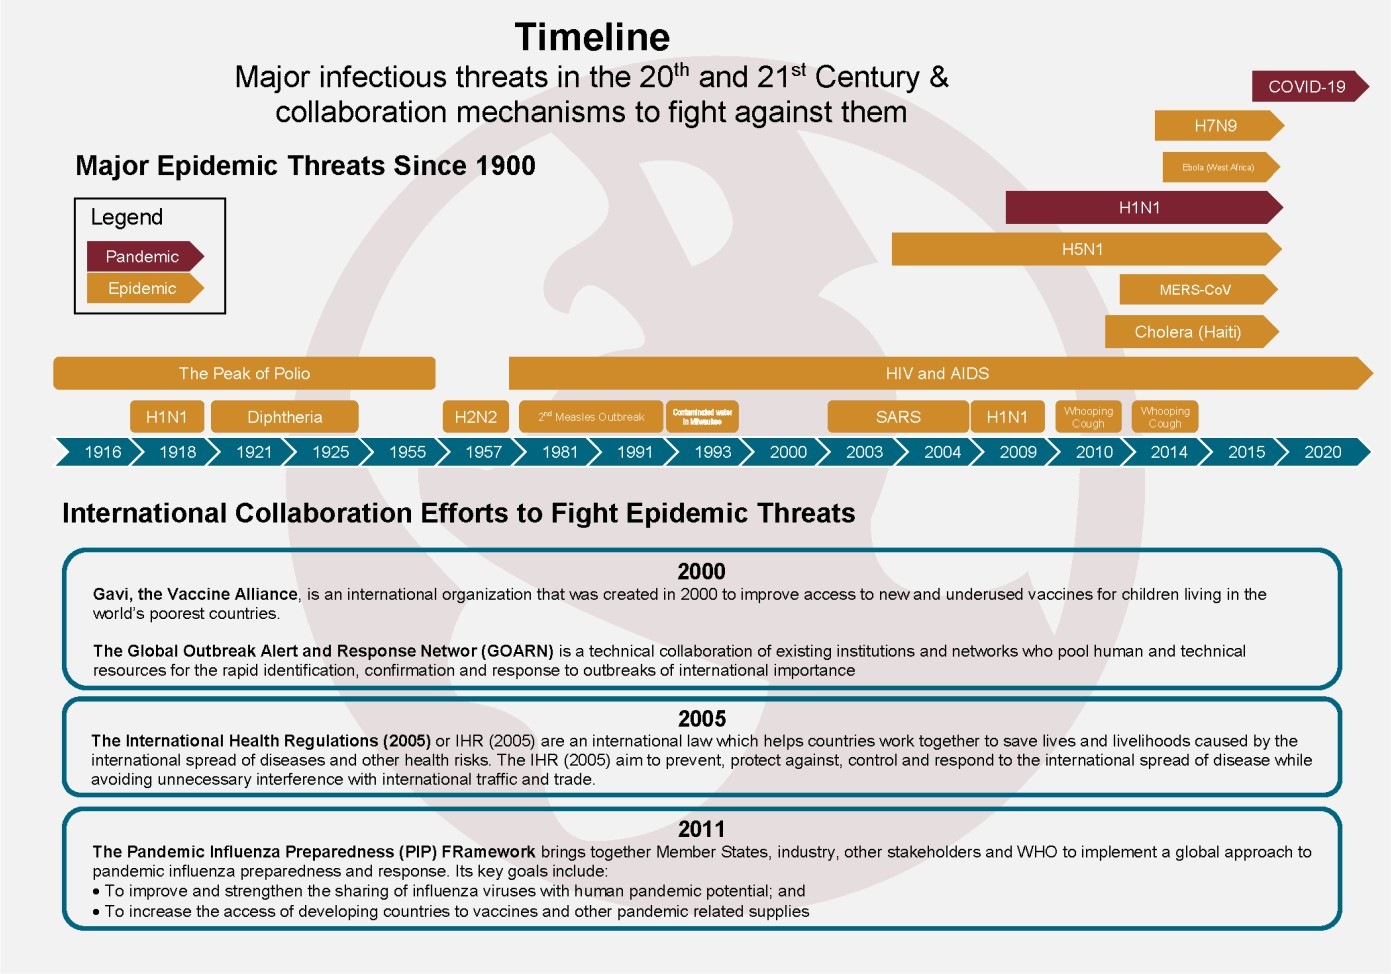 Timeline
Major infectious threats in the 20th and 21st Century &
collaboration mechanisms to fight against them
COVID-19
H7N9
Major Epidemic Threats Since 1900
Ebola (West Africa)
Legend
Pandemic
Epidemic
H1N1
H5N1
MERS-CoV
Cholera (Haiti)
The Peak of Polio
HIV and AIDS
H1N1
Diphtheria
H2N2
2nd Measles Outbreak
Contaminated water
in Milwaukee
SARS
H1N1
Whooping
Cough
Whooping
Cough
1916 1918 1921 1925 1955 1957 1981 1991 1993 2000 2003 2004 2009 2010 2014 2015 2020
International Collaboration Efforts to Fight Epidemic Threats
2000
Gavi, the Vaccine Alliance, is an international organization that was created in 2000 to improve access to new and underused vaccines for children living in the
world's poorest countries.
The Global Outbreak Alert and Response Networ (GOARN) is a technical collaboration of existing institutions and networks who pool human and technical
resources for the rapid identification, confirmation and response to outbreaks of international importance
2005
The International Health Regulations (2005) or IHR (2005) are an international law which helps countries work together to save lives and livelihoods caused by the
international spread of diseases and other health risks. The IHR (2005) aim to prevent, protect against, control and respond to the international spread of disease while
avoiding unnecessary interference with international traffic and trade.
2011
The Pandemic Influenza Preparedness (PIP) FRamework brings together Member States, industry, other stakeholders and WHO to implement a global approach to
pandemic influenza preparedness and response. Its key goals include:
• To improve and strengthen the sharing of influenza viruses with human pandemic potential; and
• To increase the access of developing countries to vaccines and other pandemic related supplies